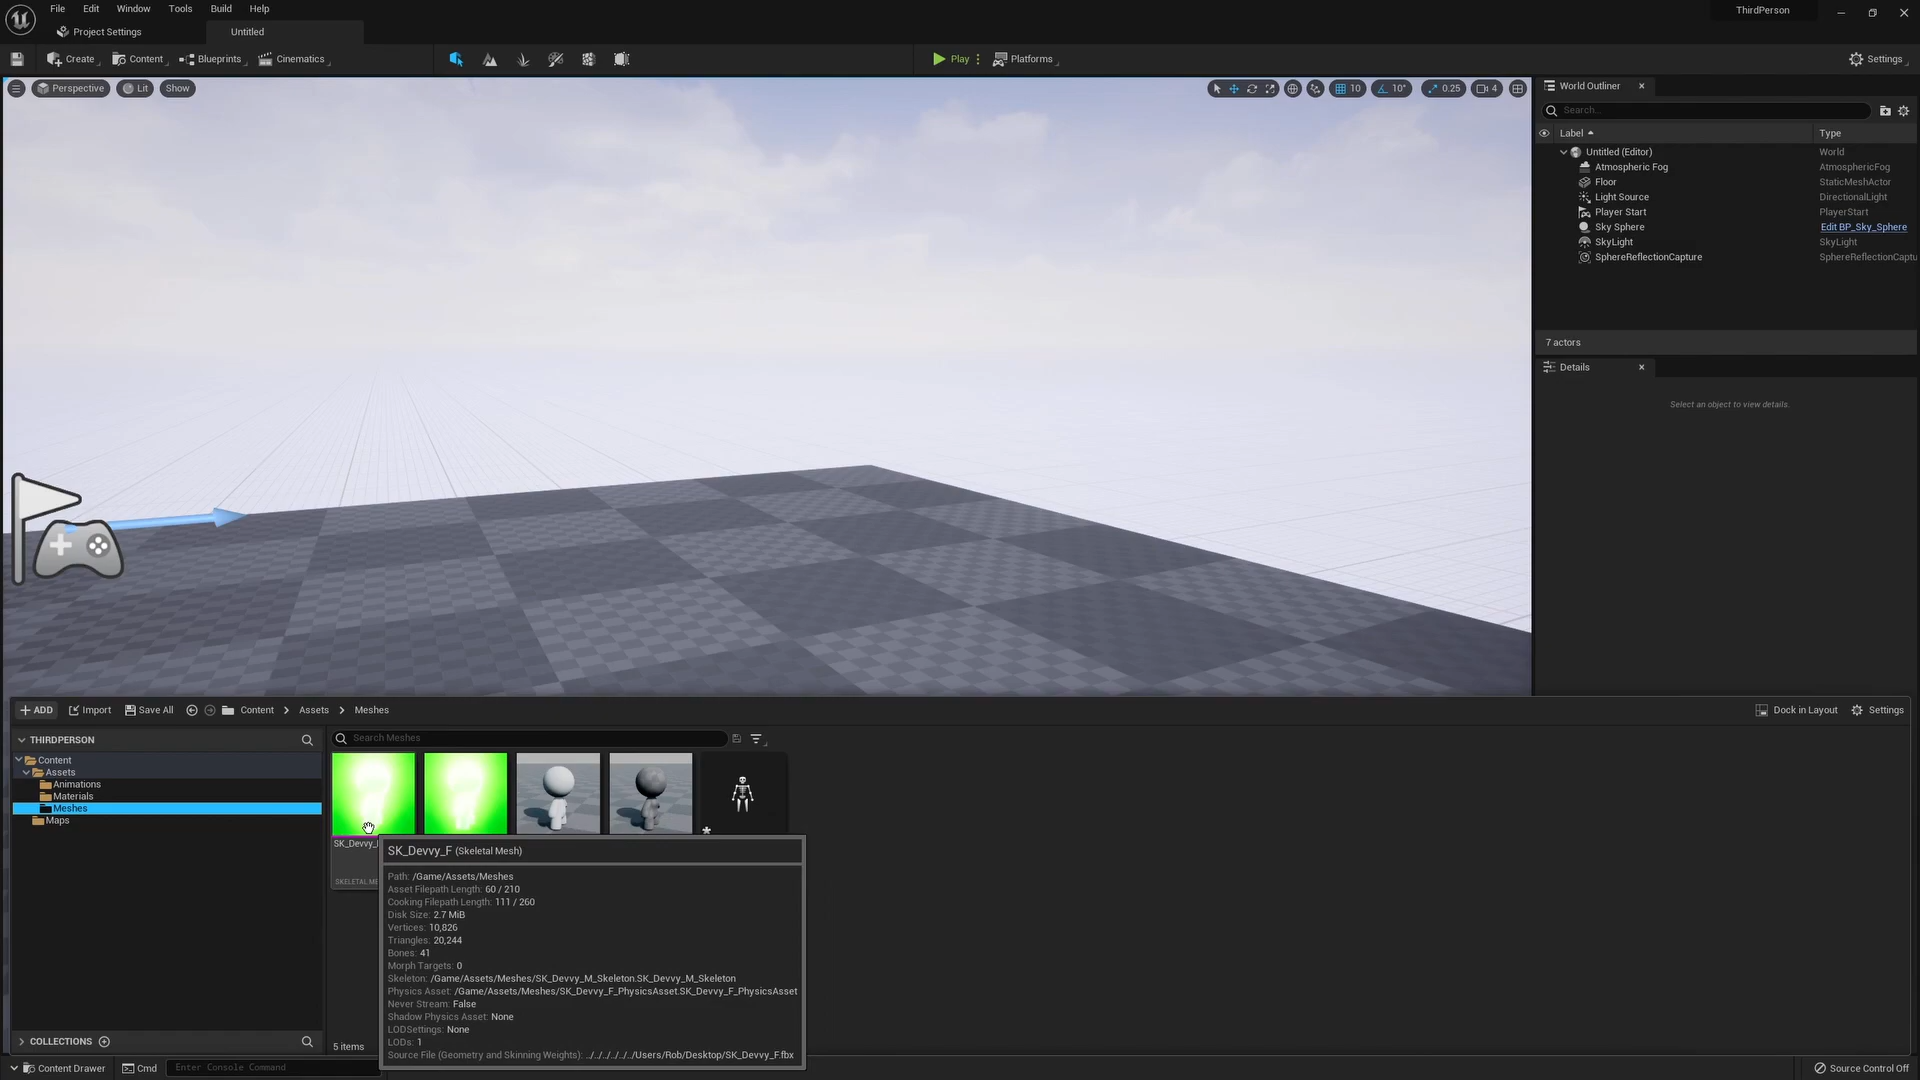 File Edit Window Tools Build Help
ThirdPerson
Project Settings
Untitled
Create
Content
Blueprints
Cinematics
Play
Platforms
Settings
Perspective
Lit
Show
10
10°
0.25
4
World Outliner
Search...
Label
Type
Untitled (Editor) World
Atmospheric Fog AtmosphericFog
Floor StaticMeshActor
Light Source DirectionalLight
Player Start PlayerStart
Sky Sphere Edit BP_Sky_Sphere
SkyLight SkyLight
SphereReflectionCapture SphereReflectionCaptu
7 actors
Details
Select an object to view details.
ADD
Import
Save All
Content
Assets
Meshes
Dock in Layout
Settings
THIRDPERSON
Search Meshes
Content
Assets
Animations
Materials
Meshes
Maps
SK_Devvy_
SKELETAL ME
SK_Devvy_F (Skeletal Mesh)
Path: /Game/Assets/Meshes
Asset Filepath Length: 60 / 210
Cooking Filepath Length: 111 / 260
Disk Size: 2.7 MiB
Vertices: 10,826
Triangles: 20,244
Bones: 41
Morph Targets: 0
Skeleton: /Game/Assets/Meshes/SK_Devvy_M_Skeleton.SK_Devvy_M_Skeleton
Physics Asset: /Game/Assets/Meshes/SK_Devvy_F_PhysicsAsset.SK_Devvy_F_PhysicsAsset
Never Stream: False
Shadow Physics Asset: None
LODSettings: None
LODs: 1
Source File (Geometry and Skinning Weights): ../../../../../../Users/Rob/Desktop/SK_Devvy_F.fbx
COLLECTIONS
5 items
Content Drawer
Cmd
Enter Console Command
Source Control Off